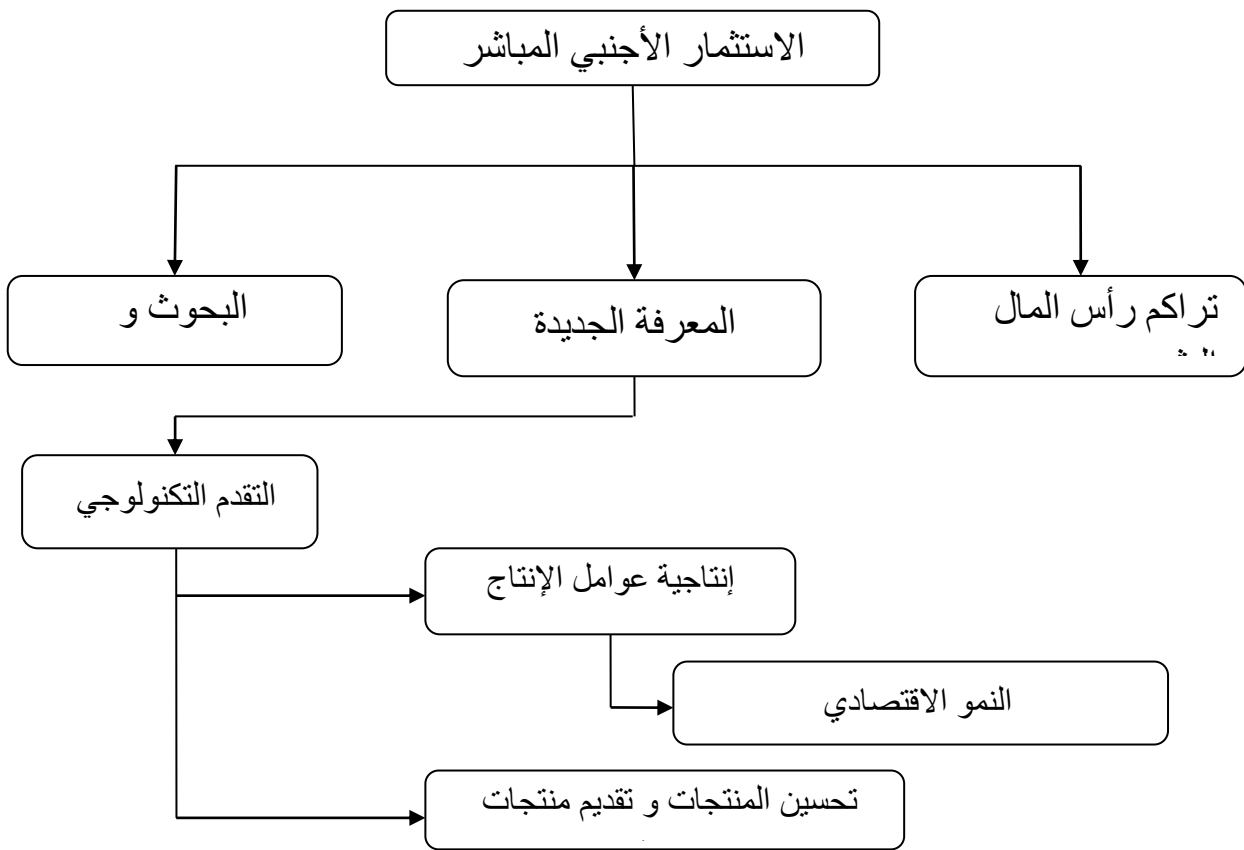 الاستثمار الأجنبي المباشر
تراكم رأس المال
المعرفة الجديدة
البحوث و
التقدم التكنولوجي
إنتاجية عوامل الإنتاج
النمو الاقتصادي
تحسين المنتجات و تقديم منتجات